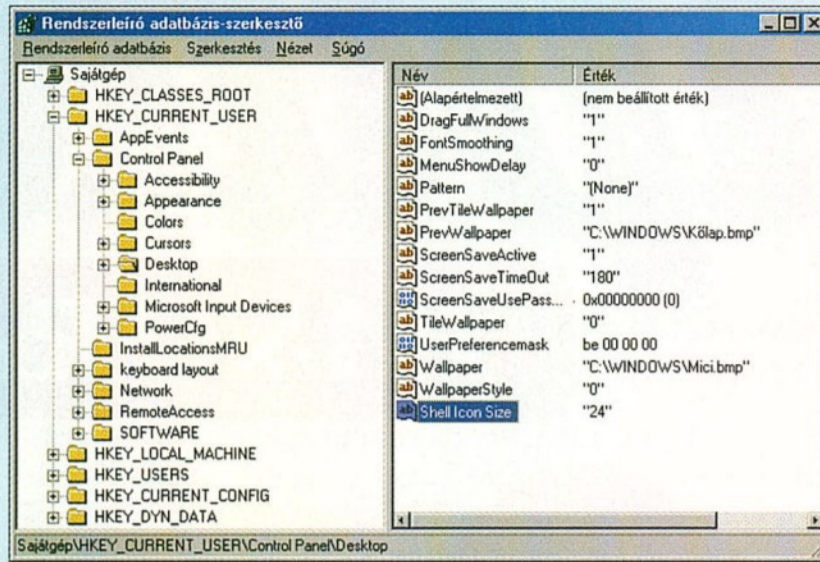 Rendszerleíró adatbázis-szerkesztő
Rendszerleíró adatbázis Szerkesztés Nézet Súgó
Sajátgép
HKEY_CLASSES_ROOT
HKEY_CURRENT_USER
AppEvents
Control Panel
Accessibility
Appearance
Colors
Cursors
Desktop
International
Microsoft Input Devices
PowerCfg
InstallLocationsMRU
keyboard layout
Network
RemoteAccess
SOFTWARE
HKEY_LOCAL_MACHINE
HKEY_USERS
HKEY_CURRENT_CONFIG
HKEY_DYN_DATA
Név Érték
(Alapértelmezett) (nem beállított érték)
DragFullWindows "1"
FontSmoothing "1"
MenuShowDelay "0"
Pattern "(None)"
PrevTileWallpaper "1"
PrevWallpaper "C:\WINDOWS\Kőlap.bmp"
ScreenSaveActive "1"
ScreenSaveTimeOut "180"
ScreenSaveUsePass... 0x00000000 (0)
TileWallpaper "0"
UserPreferencemask be 00 00 00
Wallpaper "C:\WINDOWS\Mici.bmp"
WallpaperStyle "0"
Shell Icon Size "24"
Sajátgép\HKEY_CURRENT_USER\Control Panel\Desktop